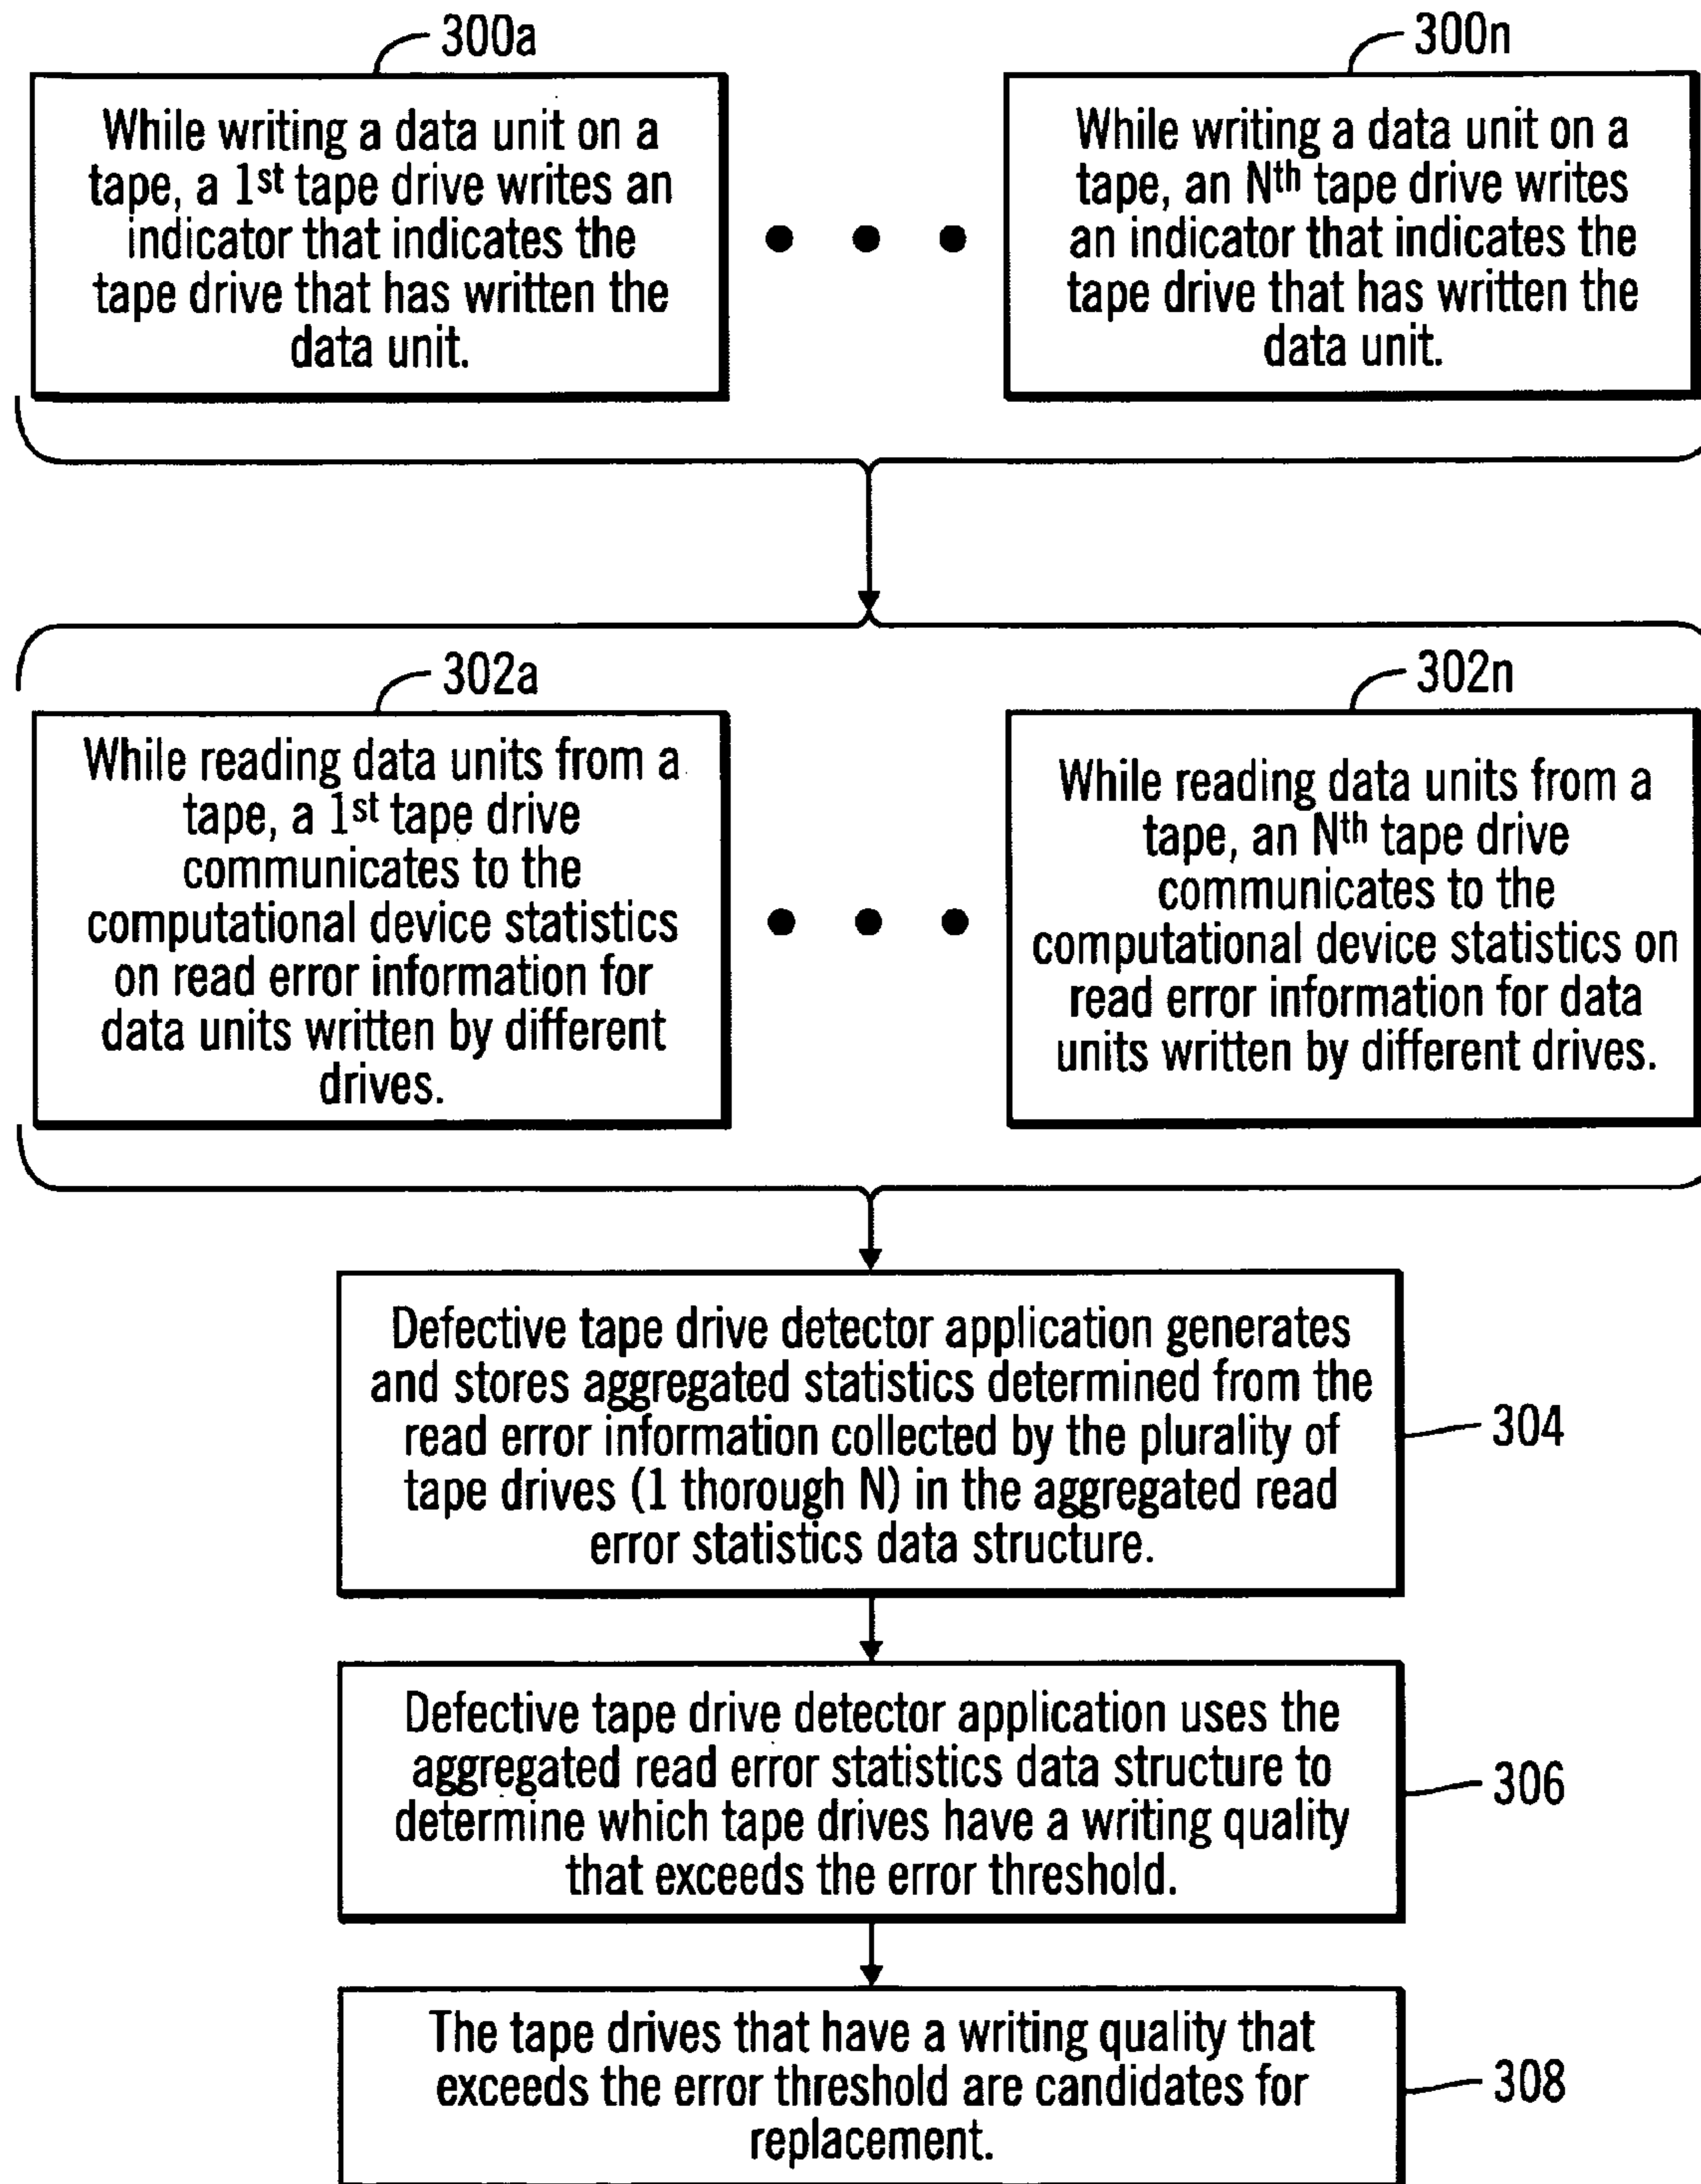 300a
While writing a data unit on a
tape, a 1st tape drive writes an
indicator that indicates the
tape drive that has written the
data unit.
300n
While writing a data unit on a
tape, an Nth tape drive writes
an indicator that indicates the
tape drive that has written the
data unit.
302a
While reading data units from a
tape, a 1st tape drive
communicates to the
computational device statistics
on read error information for
data units written by different
drives.
302n
While reading data units from a
tape, an Nth tape drive
communicates to the
computational device statistics on
read error information for data
units written by different drives.
Defective tape drive detector application generates
and stores aggregated statistics determined from the
read error information collected by the plurality of
tape drives (1 thorough N) in the aggregated read
error statistics data structure.
304
Defective tape drive detector application uses the
aggregated read error statistics data structure to
determine which tape drives have a writing quality
that exceeds the error threshold.
306
The tape drives that have a writing quality that
exceeds the error threshold are candidates for
replacement.
308